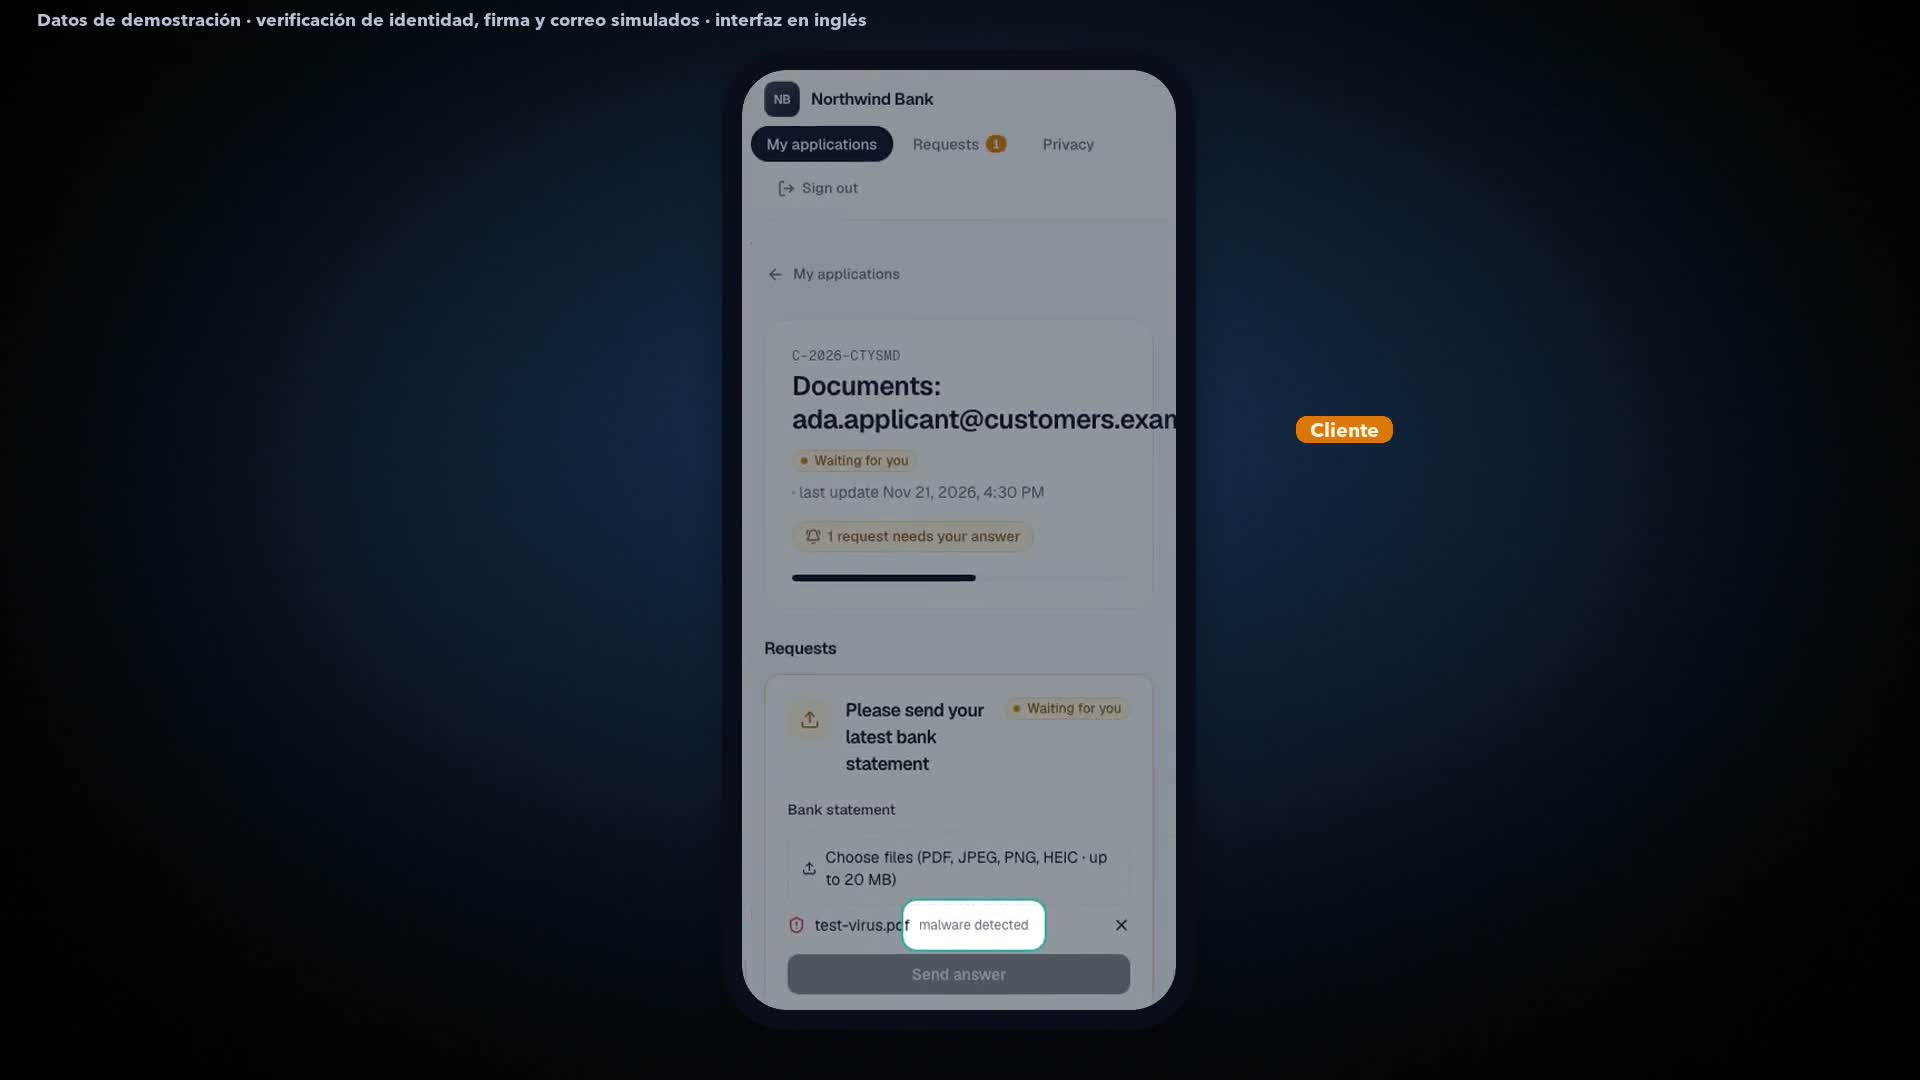 Datos de demostración · verificación de identidad, firma y correo simulados · interfaz en inglés
NB Northwind Bank
My applications Requests 1 Privacy
Sign out
My applications
C-2026-CTYSMD
Documents:
ada.applicant@customers.exam
Waiting for you
· last update Nov 21, 2026, 4:30 PM
1 request needs your answer
Requests
Please send your Waiting for you
latest bank
statement
Bank statement
Choose files (PDF, JPEG, PNG, HEIC · up
to 20 MB)
test-virus.pdf malware detected
Send answer
Cliente